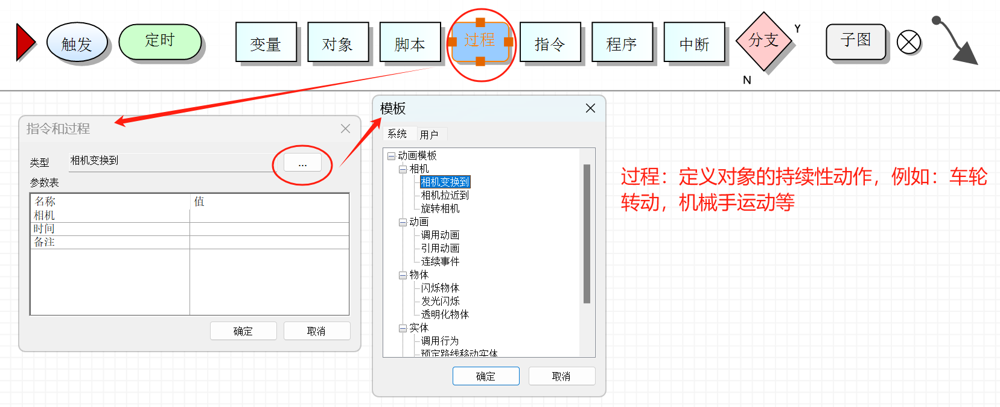 触发
定时
变量
对象
脚本
过程
指令
程序
中断
分支
Y
N
子图
指令和过程
类型
相机变换到
...
参数表
名称
值
相机
时间
备注
确定
取消
模板
系统
用户
动画模板
相机
相机变换到
相机拉近到
旋转相机
动画
调用动画
引用动画
连续事件
物体
闪烁物体
发光闪烁
透明化物体
实体
调用行为
预定路线移动实体
确定
取消
过程：定义对象的持续性动作，例如：车轮
转动，机械手运动等